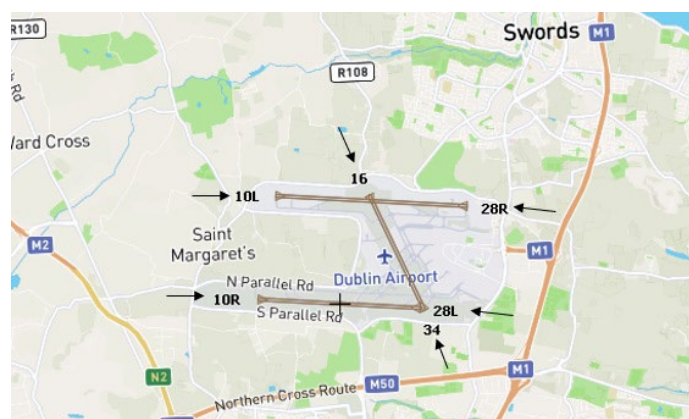 R130
Swords
M1
R108
Ward Cross
Rd
16
10L
28R
Saint
Margaret's
M2
M1
Dublin Airport
N Parallel Rd
10R
S Parallel Rd
28L
34
N2
Northern Cross Route
M50
M1